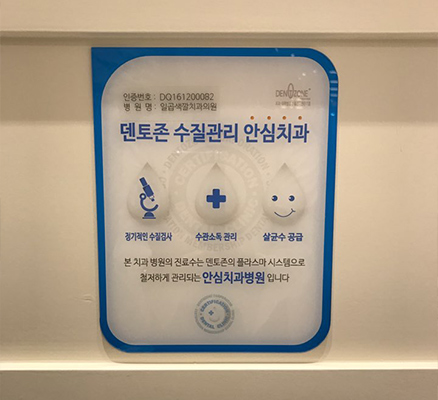 인증번호 : DQ161200082
병 원 명 : 일곱색깔치과의원
DENTOZONE
덴토존 수질관리 안심치과
정기적인 수질검사
수관소독 관리
살균수 공급
본 치과 병원의 진료수는 덴토존의 플라스마 시스템으로
철저하게 관리되는 안심치과병원 입니다